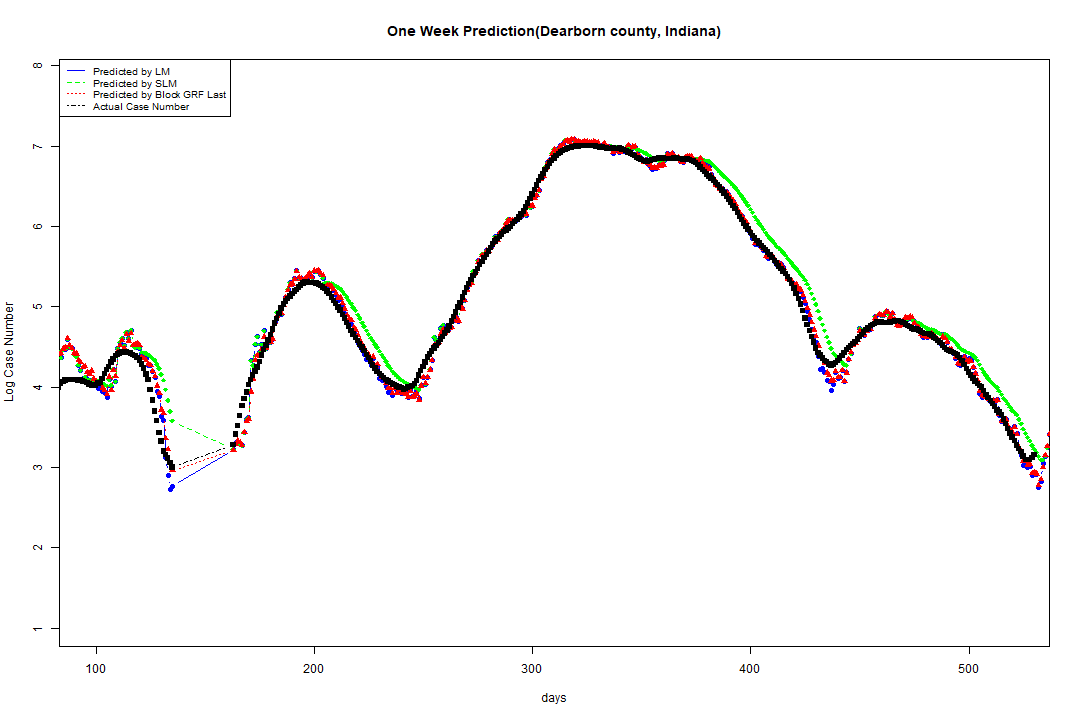 One Week Prediction(Dearborn county, Indiana)
Predicted by LM
Predicted by SLM
Predicted by Block GRF Last
Actual Case Number
8
7
6
5
4
3
2
1
Log Case Number
100 200 300 400 500
days